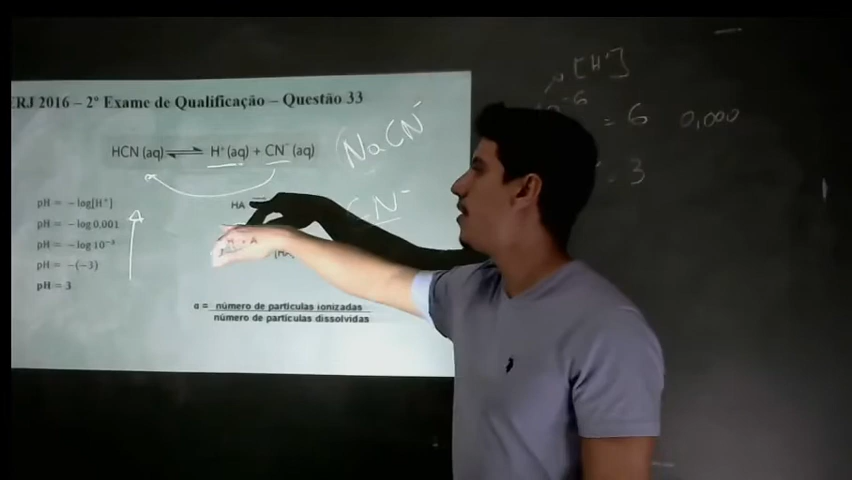 ERJ 2016 – 2º Exame de Qualificação – Questão 33
HCN (aq) ⇌ H⁺(aq) + CN⁻ (aq)
NaCN⁻
CN⁻
pH = -log[H⁺]
pH = -log 0,001
pH = -log 10⁻³
pH = -(-3)
pH = 3
HA
α = número de partículas ionizadas
número de partículas dissolvidas
[H⁺]
= 6 0,000
3